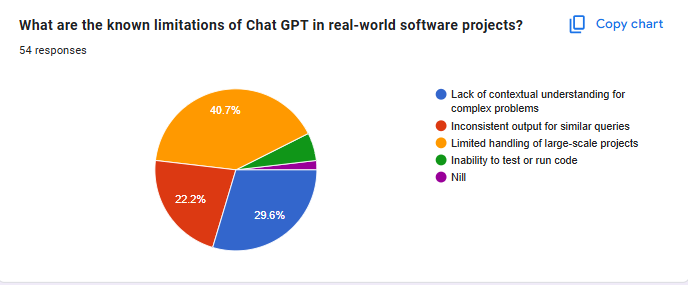 What are the known limitations of Chat GPT in real-world software projects?
Copy chart
54 responses
40.7%
22.2%
29.6%
Lack of contextual understanding for
complex problems
Inconsistent output for similar queries
Limited handling of large-scale projects
Inability to test or run code
Nill